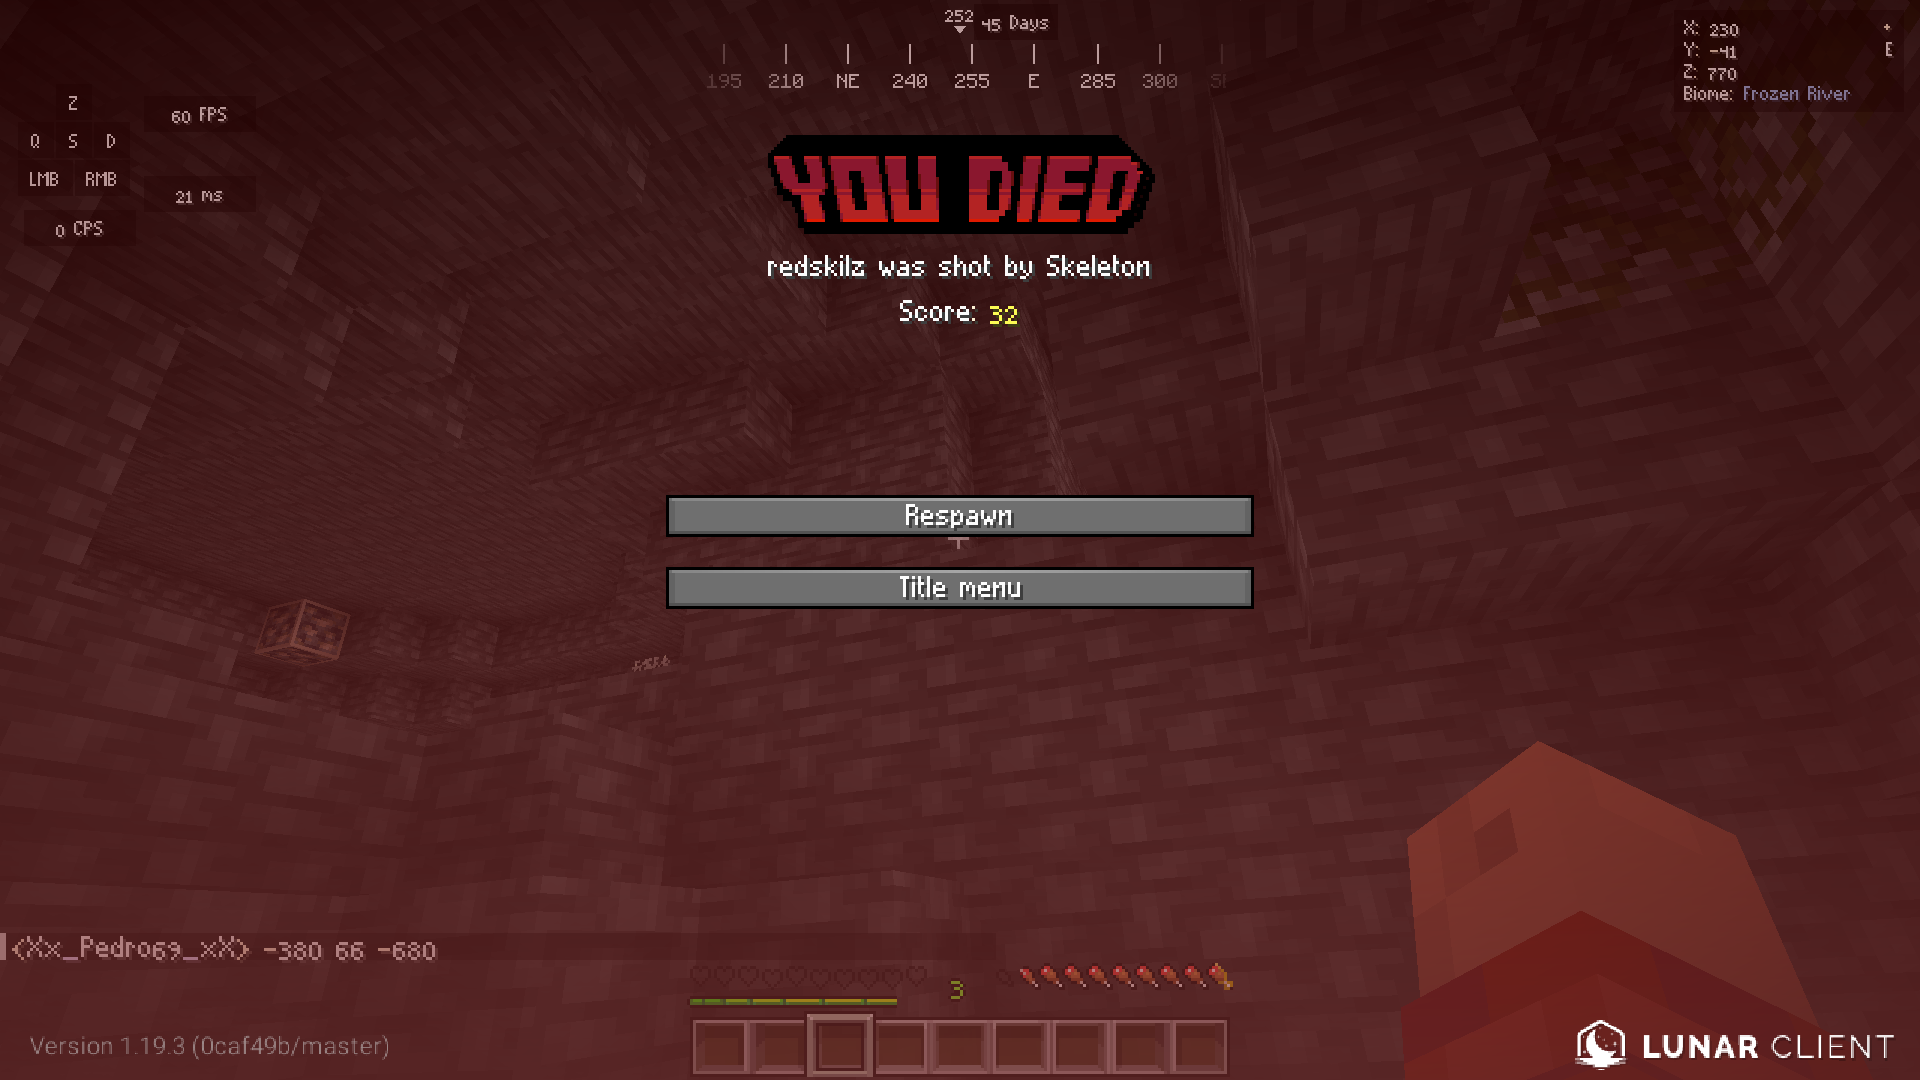 252 45 Days
195 210 NE 240 255 E 285 300
X: 230
Y: -41
Z: 770
Biome: Frozen River
+
E
Z
Q S D
LMB RMB
0 CPS
60 FPS
21 ms
YOU DIED
redskilz was shot by Skeleton
Score: 32
Respawn
Title menu
<Xx_Pedro69_xX> -380 66 -680
3
Version 1.19.3 (0caf49b/master)
LUNAR CLIENT